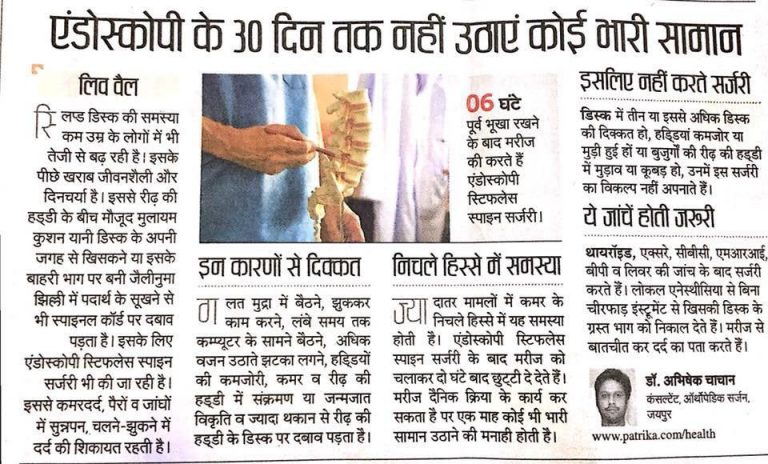 एंडोस्कोपी के 30 दिन तक नहीं उठाएं कोई भारी सामान
लिव वैल
स्लिप्ड डिस्क की समस्या
कम उम्र के लोगों में भी
तेजी से बढ़ रही है। इसके
पीछे खराब जीवनशैली और
दिनचर्या है। इससे रीढ़ की
हड्डी के बीच मौजूद मुलायम
कुशन यानी डिस्क के अपनी
जगह से खिसकने या इसके
बाहरी भाग पर बनी जैलीनुमा
झिल्ली में पदार्थ के सूखने से
भी स्पाइनल कॉर्ड पर दबाव
पड़ता है। इसके लिए
एंडोस्कोपी स्टिफलेस स्पाइन
सर्जरी भी की जा रही है।
इससे कमरदर्द, पैरों व जांघों
में सुन्नपन, चलने-झुकने में
दर्द की शिकायत रहती है।
06 घंटे
पूर्व भूखा रखने
के बाद मरीज
की करते हैं
एंडोस्कोपी
स्टिफलेस
स्पाइन सर्जरी।
इन कारणों से दिक्कत
गलत मुद्रा में बैठने, झुककर
काम करने, लंबे समय तक
कम्प्यूटर के सामने बैठने, अधिक
वजन उठाते झटका लगने, हड्डियों
की कमजोरी, कमर व रीढ़ की
हड्डी में संक्रमण या जन्मजात
विकृति व ज्यादा थकान से रीढ़ की
हड्डी के डिस्क पर दबाव पड़ता है।
निचले हिस्से में समस्या
ज्यादातर मामलों में कमर के
निचले हिस्से में यह समस्या
होती है। एंडोस्कोपी स्टिफलेस
स्पाइन सर्जरी के बाद मरीज को
चलाकर दो घंटे बाद छुट्टी दे देते हैं।
मरीज दैनिक क्रिया के कार्य कर
सकता है पर एक माह कोई भी भारी
सामान उठाने की मनाही होती है।
इसलिए नहीं करते सर्जरी
डिस्क में तीन या इससे अधिक डिस्क
की दिक्कत हो, हड्डियां कमजोर या
मुड़ी हुई हों या बुजुर्गों की रीढ़ की हड्डी
में मुड़ाव या कूबड़ हो, उनमें इस सर्जरी
का विकल्प नहीं अपनाते हैं।
ये जांचें होती जरूरी
थायरॉइड, एक्सरे, सीबीसी, एमआरआई,
बीपी व लिवर की जांच के बाद सर्जरी
करते हैं। लोकल एनेस्थीसिया से बिना
चीरफाड़ इंस्ट्रूमेंट से खिसकी डिस्क के
ग्रस्त भाग को निकाल देते हैं। मरीज से
बातचीत कर दर्द का पता करते हैं।
डॉ. अभिषेक चाचान
कंसल्टेंट, ऑर्थोपेडिक सर्जन,
जयपुर
www.patrika.com/health